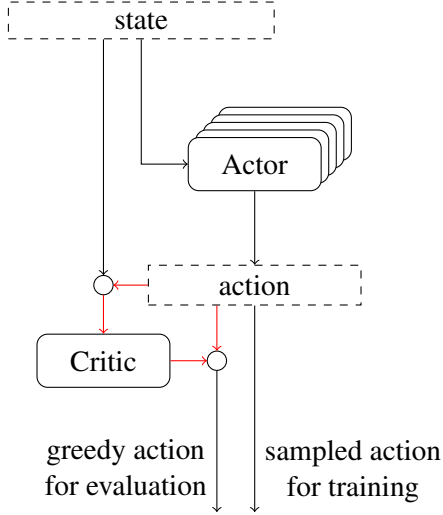 state
Actor
action
Critic
greedy action
for evaluation
sampled action
for training